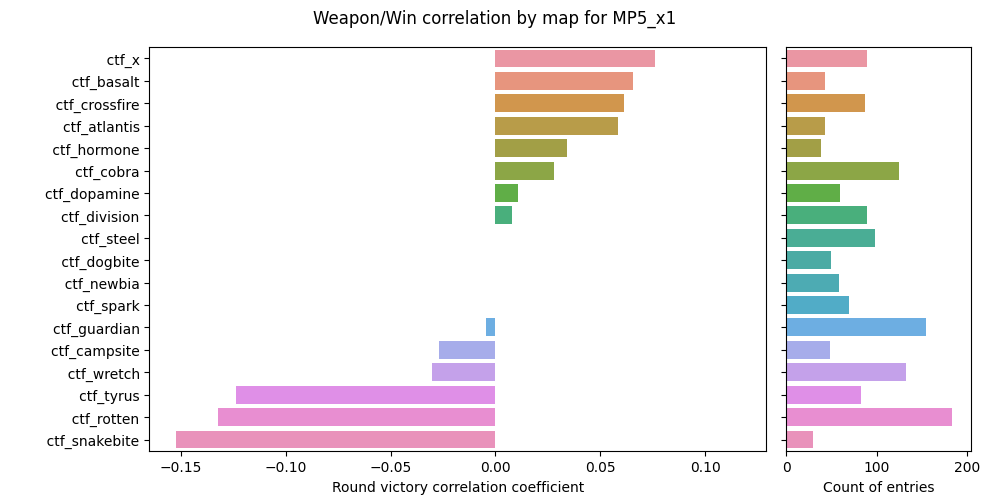 Weapon/Win correlation by map for MP5_x1
ctf_x
ctf_basalt
ctf_crossfire
ctf_atlantis
ctf_hormone
ctf_cobra
ctf_dopamine
ctf_division
ctf_steel
ctf_dogbite
ctf_newbia
ctf_spark
ctf_guardian
ctf_campsite
ctf_wretch
ctf_tyrus
ctf_rotten
ctf_snakebite
−0.15 −0.10 −0.05 0.00 0.05 0.10
Round victory correlation coefficient
0 100 200
Count of entries